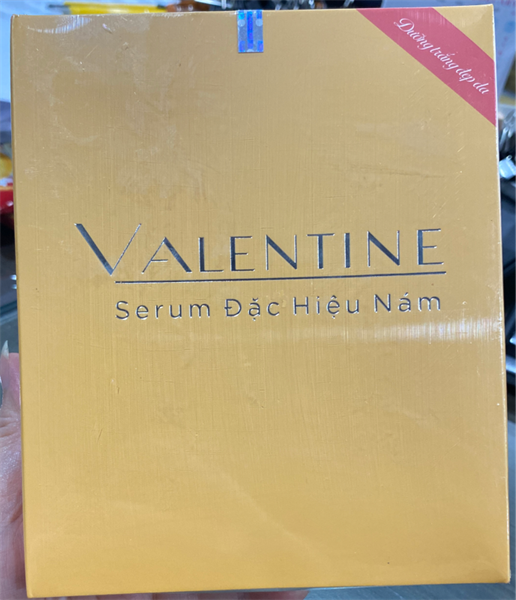 Dưỡng trắng đẹp da
VALENTINE
Serum Đặc Hiệu Nám